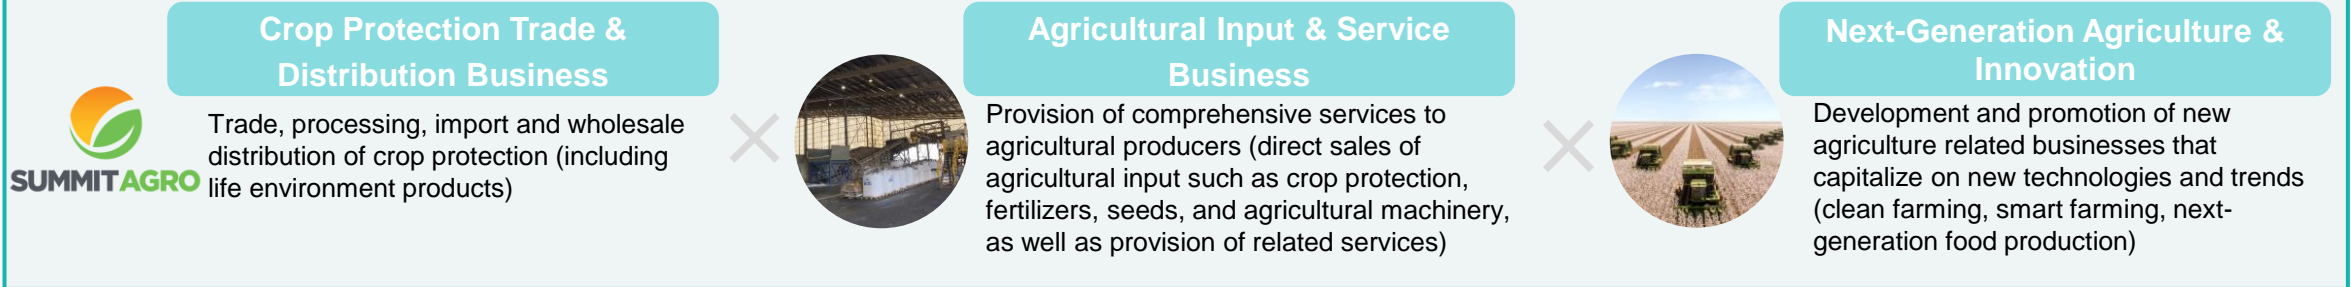 Crop Protection Trade &
Distribution Business
SUMMIT AGRO
Trade, processing, import and wholesale
distribution of crop protection (including
life environment products)
Agricultural Input & Service
Business
Provision of comprehensive services to
agricultural producers (direct sales of
agricultural input such as crop protection,
fertilizers, seeds, and agricultural machinery,
as well as provision of related services)
Next-Generation Agriculture &
Innovation
Development and promotion of new
agriculture related businesses that
capitalize on new technologies and trends
(clean farming, smart farming, next-
generation food production)